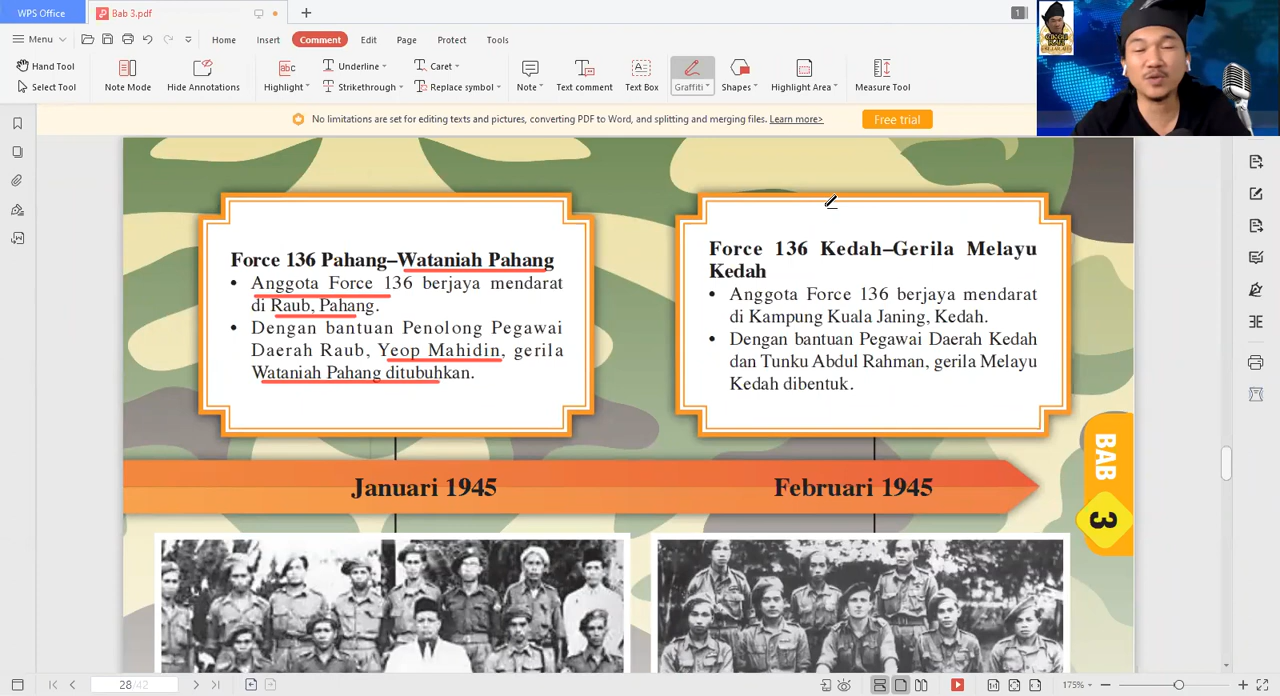 WPS Office
Bab 3.pdf
1
Menu
Home
Insert
Comment
Edit
Page
Protect
Tools
Hand Tool
Select Tool
Note Mode
Hide Annotations
Highlight
Underline
Strikethrough
Caret
Replace symbol
Note
Text comment
Text Box
Graffiti
Shapes
Highlight Area
Measure Tool
No limitations are set for editing texts and pictures, converting PDF to Word, and splitting and merging files. Learn more>
Free trial
Force 136 Pahang–Wataniah Pahang
• Anggota Force 136 berjaya mendarat
di Raub, Pahang.
• Dengan bantuan Penolong Pegawai
Daerah Raub, Yeop Mahidin, gerila
Wataniah Pahang ditubuhkan.
Force 136 Kedah–Gerila Melayu
Kedah
• Anggota Force 136 berjaya mendarat
di Kampung Kuala Janing, Kedah.
• Dengan bantuan Pegawai Daerah Kedah
dan Tunku Abdul Rahman, gerila Melayu
Kedah dibentuk.
Januari 1945
Februari 1945
BAB
3
28/42
175%